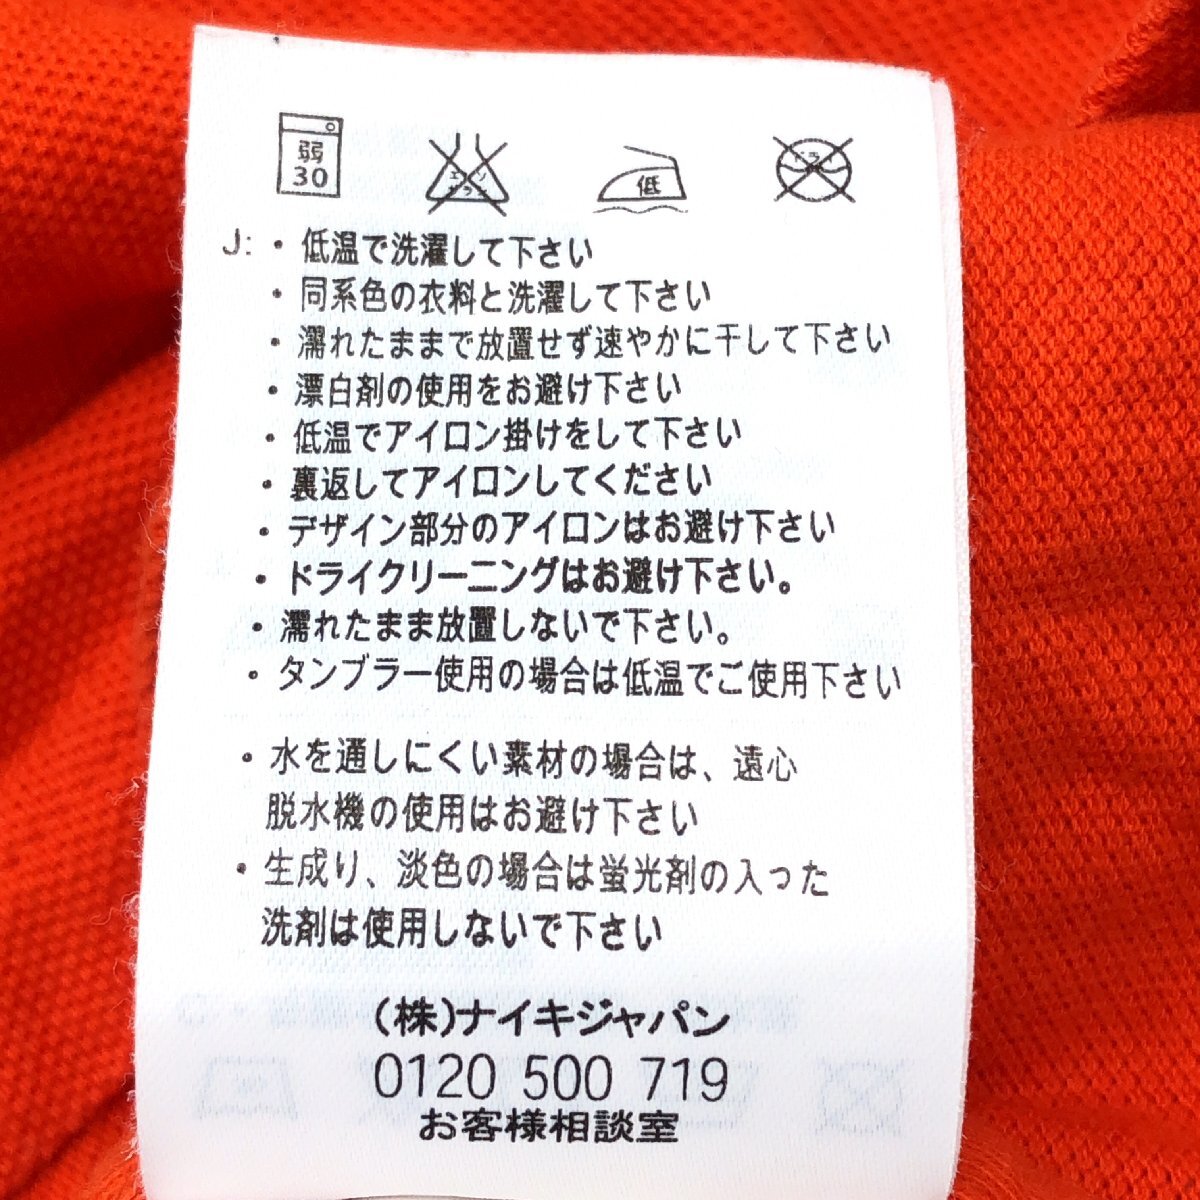 弱
30
エンソ
サラシ
低
ドライ
J: ・低温で洗濯して下さい
・同系色の衣料と洗濯して下さい
・濡れたままで放置せず速やかに干して下さい
・漂白剤の使用をお避け下さい
・低温でアイロン掛けをして下さい
・裏返してアイロンしてください
・デザイン部分のアイロンはお避け下さい
・ドライクリーニングはお避け下さい。
・濡れたまま放置しないで下さい。
・タンブラー使用の場合は低温でご使用下さい
・水を通しにくい素材の場合は、遠心
脱水機の使用はお避け下さい
・生成り、淡色の場合は蛍光剤の入った
洗剤は使用しないで下さい
(株)ナイキジャパン
0120 500 719
お客様相談室